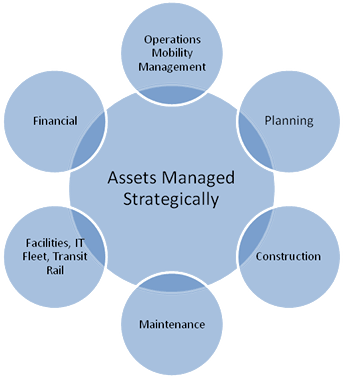 Operations
Mobility
Management
Financial
Planning
Assets Managed
Strategically
Facilities, IT
Fleet, Transit
Rail
Construction
Maintenance